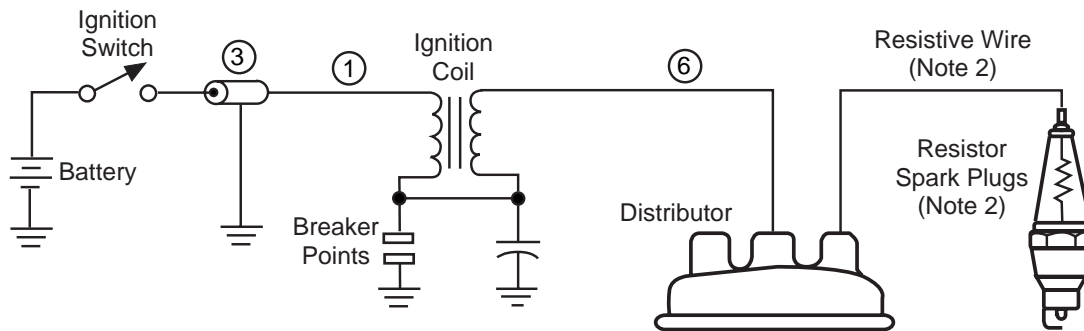 Ignition
Switch
3
1
Ignition
Coil
6
Resistive Wire
(Note 2)
Battery
Breaker
Points
Distributor
Resistor
Spark Plugs
(Note 2)